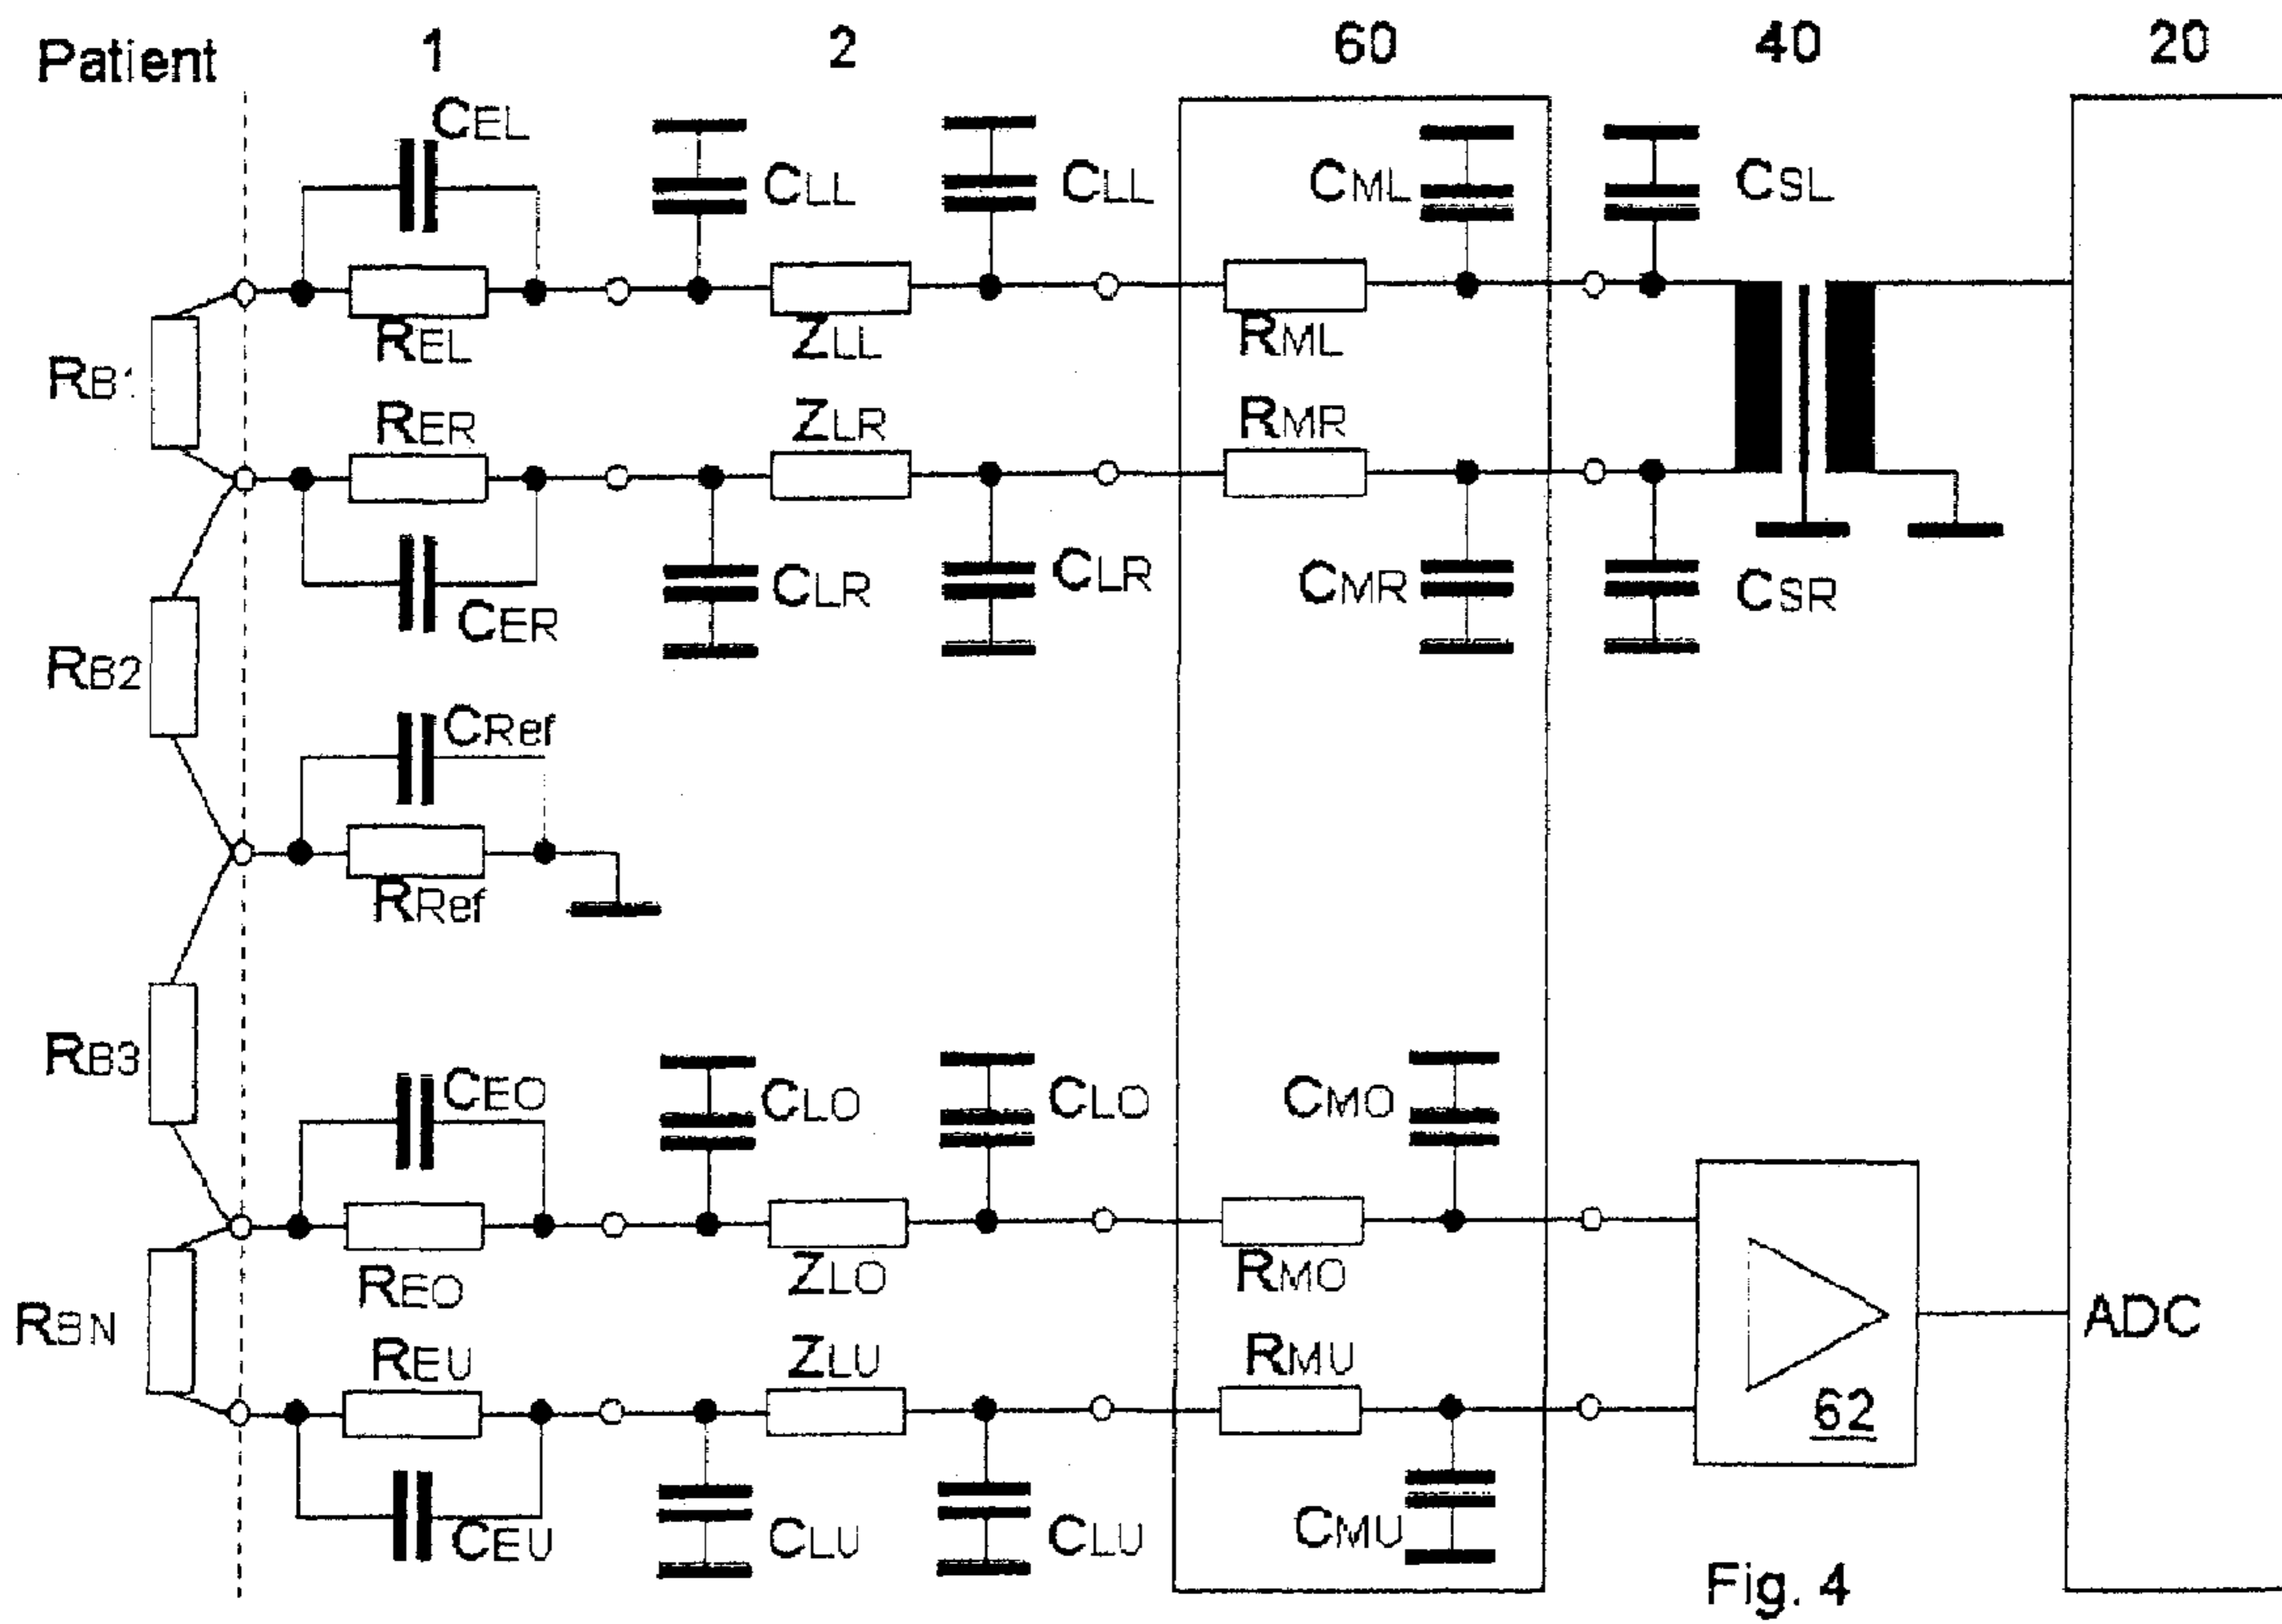 Patient 1 2 60 40 20
CEL
CLL CLL CML CSL
REL ZLL RML
RB1
RER ZLR RMR
CLR CLR CMR CSR
CER
RB2
CRef
RRef
RB3
CEO CLO CLO CMO
REO ZLO RMO
RBN
REU ZLU RMU
ADC
62
CEU CLU CLU CMU
Fig. 4